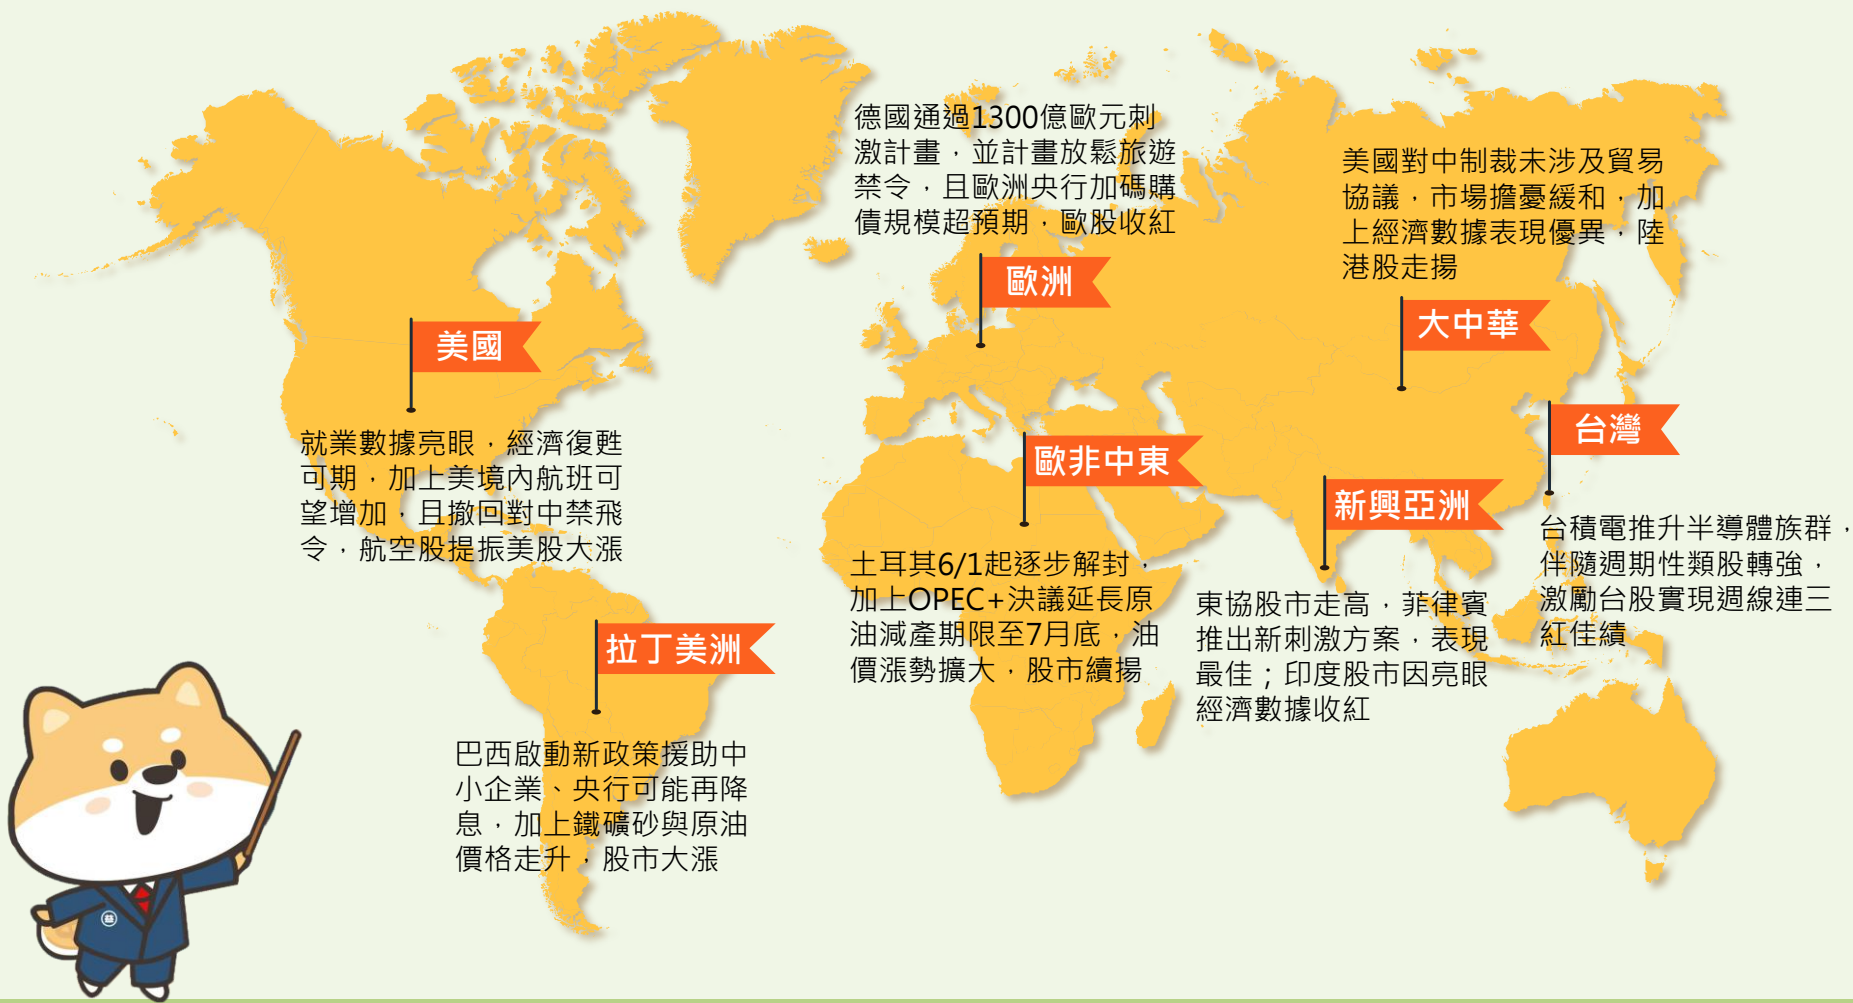 美國
就業數據亮眼，經濟復甦
可期，加上美境內航班可
望增加，且撤回對中禁飛
令，航空股提振美股大漲
拉丁美洲
巴西啟動新政策援助中
小企業、央行可能再降
息，加上鐵礦砂與原油
價格走升，股市大漲
德國通過1300億歐元刺
激計畫，並計畫放鬆旅遊
禁令，且歐洲央行加碼購
債規模超預期，歐股收紅
歐洲
歐非中東
土耳其6/1起逐步解封，
加上OPEC+決議延長原
油減產期限至7月底，油
價漲勢擴大，股市續揚
美國對中制裁未涉及貿易
協議，市場擔憂緩和，加
上經濟數據表現優異，陸
港股走揚
大中華
新興亞洲
東協股市走高，菲律賓
推出新刺激方案，表現
最佳；印度股市因亮眼
經濟數據收紅
台灣
台積電推升半導體族群，
伴隨週期性類股轉強，
激勵台股實現週線連三
紅佳績